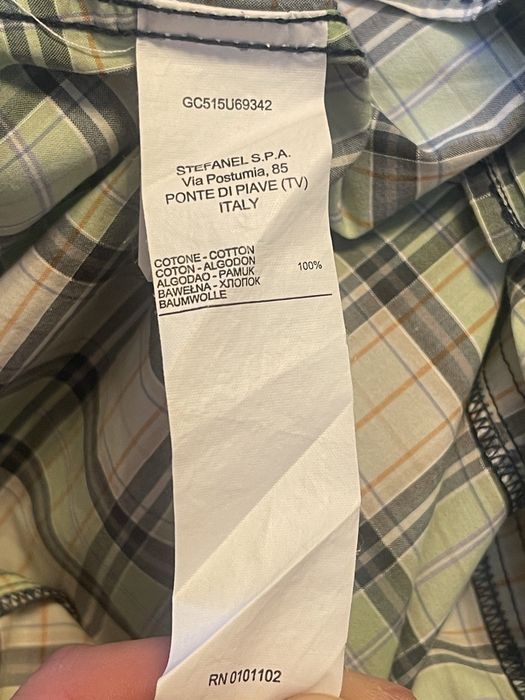 GC515U69342
STEFANEL S.P.A.
Via Postumia, 85
PONTE DI PIAVE (TV)
ITALY
COTONE - COTTON
COTON - ALGODON 100%
ALGODAO - PAMUK
BAWEŁNA - ХЛОПОК
BAUMWOLLE
RN 0101102